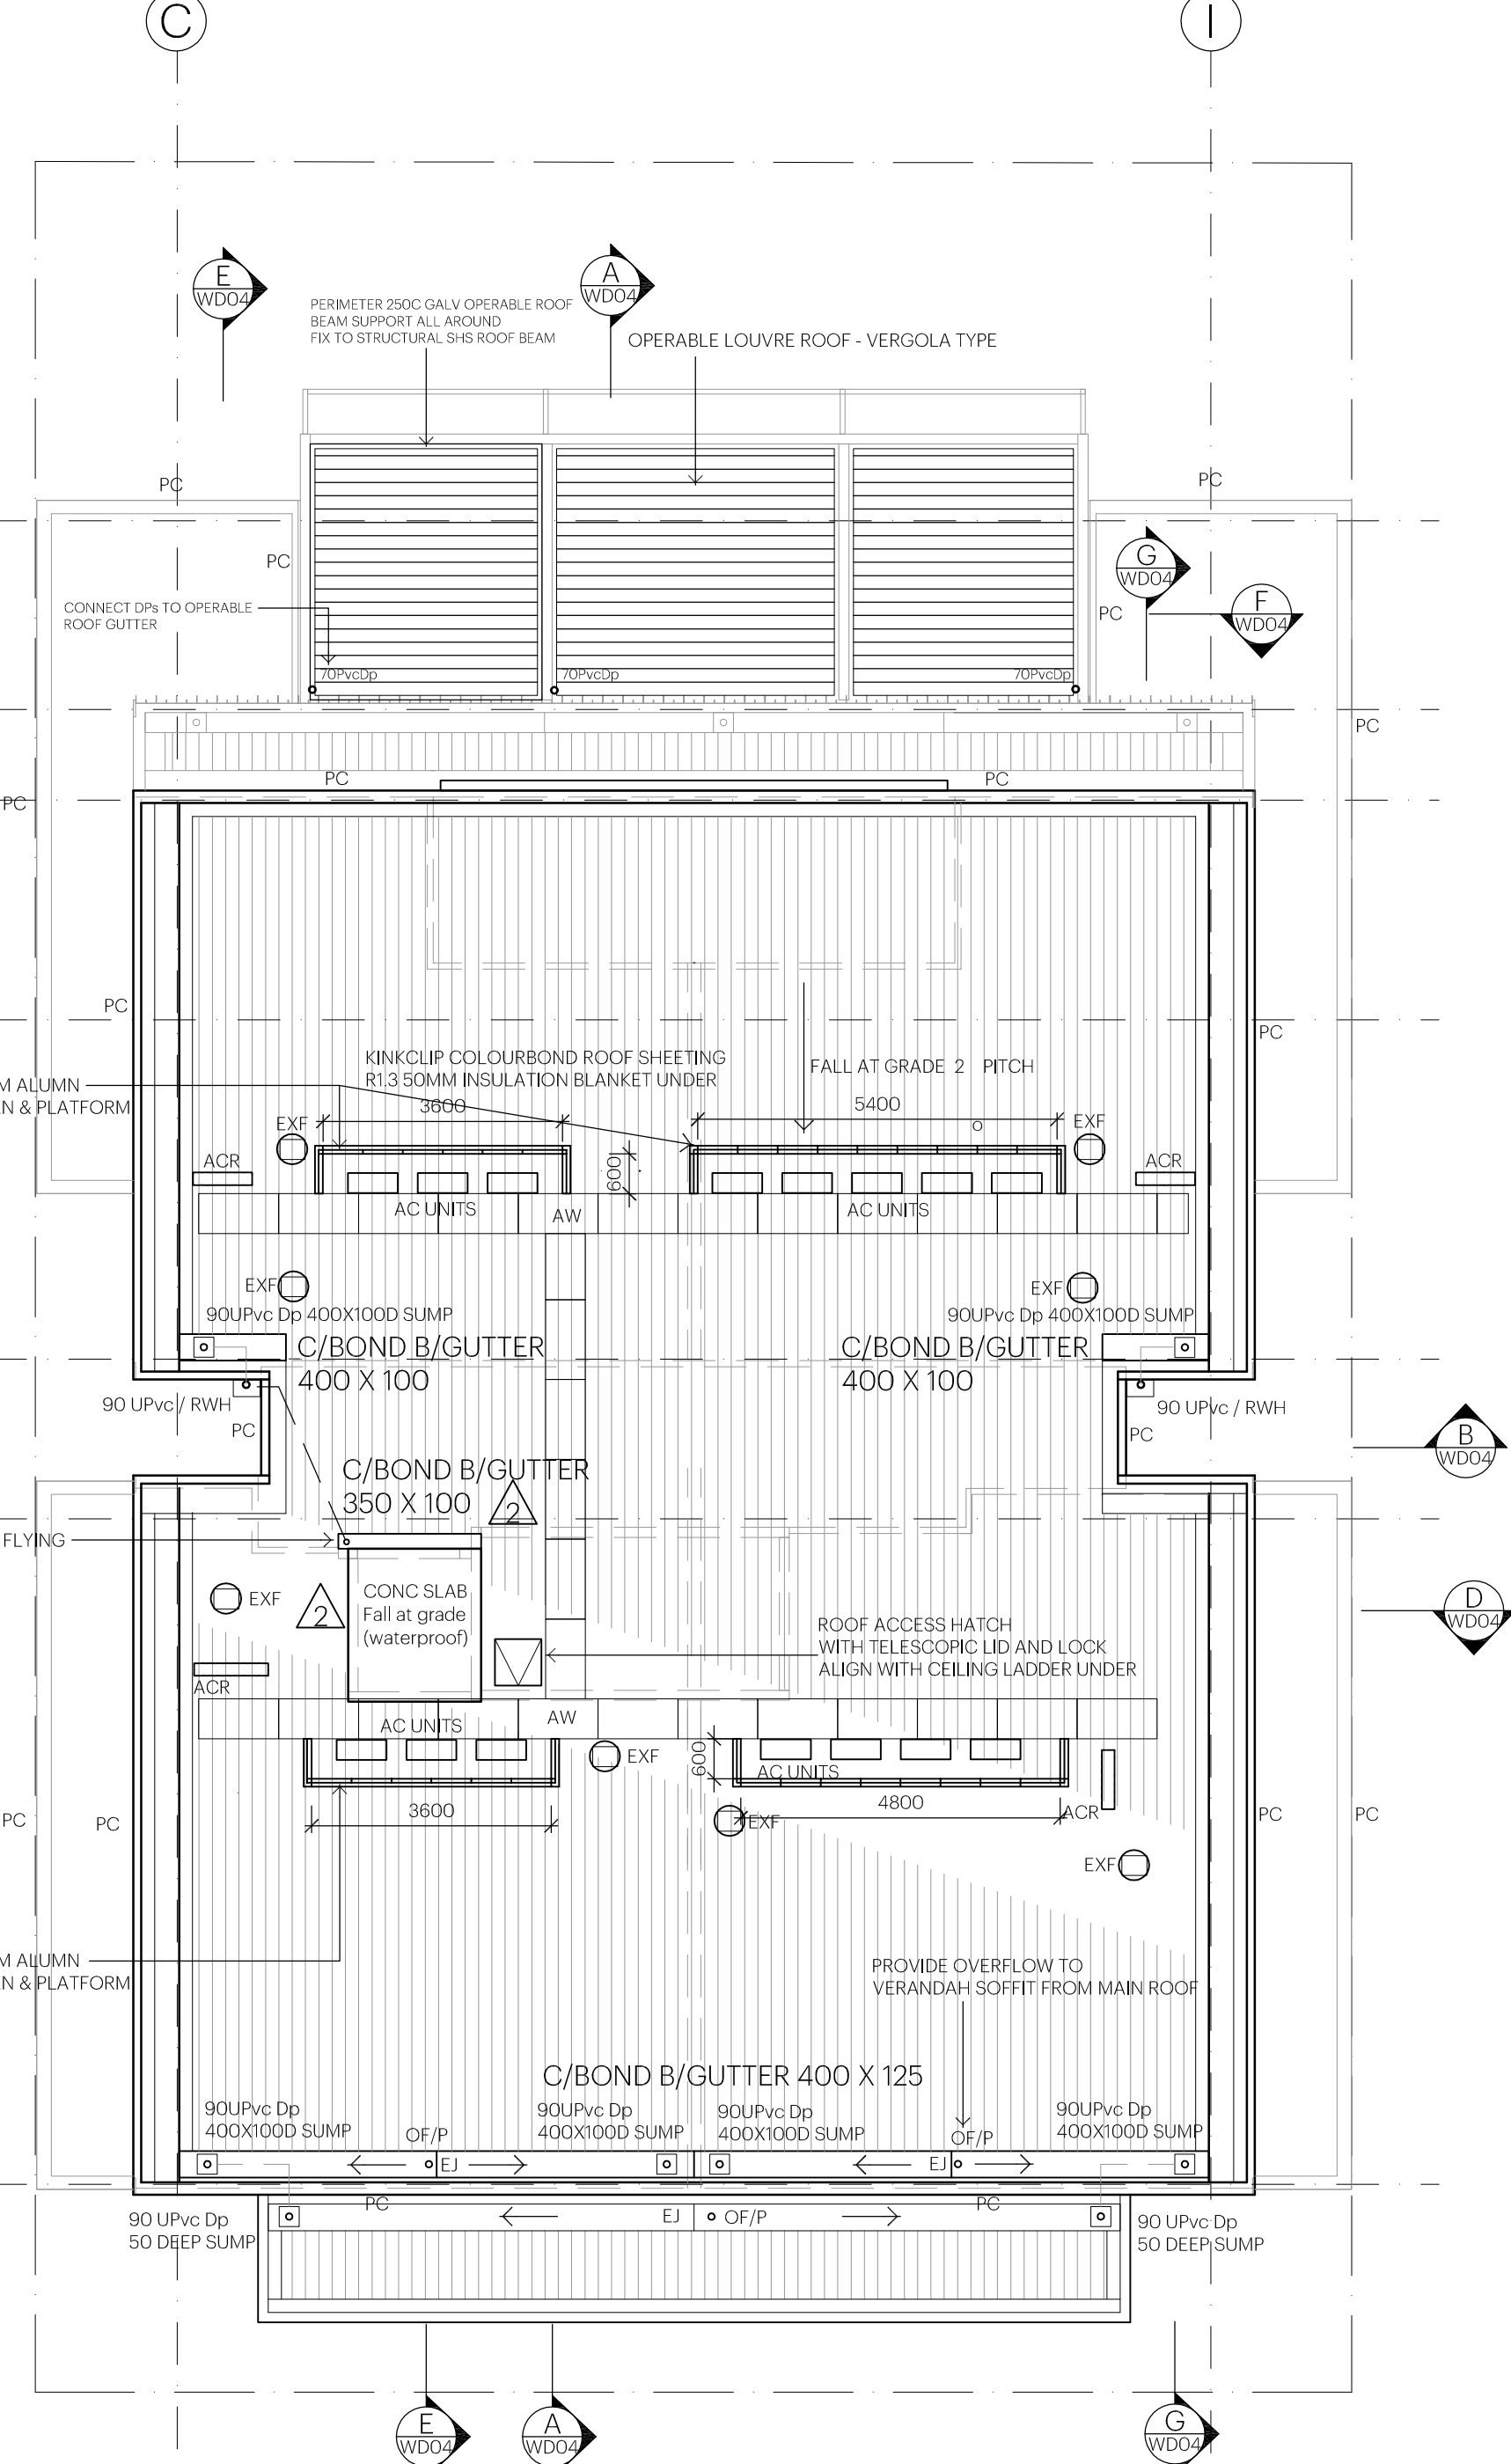 C
I
E
WD04
A
WD04
PERIMETER 250C GALV OPERABLE ROOF
BEAM SUPPORT ALL AROUND
FIX TO STRUCTURAL SHS ROOF BEAM
OPERABLE LOUVRE ROOF - VERGOLA TYPE
PC
PC
PC
G
WD04
F
WD04
PC
CONNECT DPs TO OPERABLE
ROOF GUTTER
70PvcDp
70PvcDp
70PvcDp
PC
PC
PC
PC
PC
PC
KINKCLIP COLOURBOND ROOF SHEETING
R1.3 50MM INSULATION BLANKET UNDER
FALL AT GRADE 2 PITCH
M ALUMN
N & PLATFORM
3600
5400
EXF
EXF
ACR
600
ACR
AC UNITS
AW
AC UNITS
EXF
EXF
90UPvc Dp 400X100D SUMP
90UPvc Dp 400X100D SUMP
C/BOND B/GUTTER
400 X 100
C/BOND B/GUTTER
400 X 100
90 UPvc / RWH
90 UPvc / RWH
PC
PC
B
WD04
C/BOND B/GUTTER
350 X 100
2
FLYING
EXF
2
CONC SLAB
Fall at grade
(waterproof)
D
WD04
ROOF ACCESS HATCH
WITH TELESCOPIC LID AND LOCK
ALIGN WITH CEILING LADDER UNDER
ACR
AC UNITS
AW
EXF
600
AC UNITS
3600
4800
ACR
PC
PC
EXF
PC
PC
EXF
M ALUMN
N & PLATFORM
PROVIDE OVERFLOW TO
VERANDAH SOFFIT FROM MAIN ROOF
C/BOND B/GUTTER 400 X 125
90UPvc Dp
400X100D SUMP
90UPvc Dp
400X100D SUMP
90UPvc Dp
400X100D SUMP
90UPvc Dp
400X100D SUMP
OF/P
OF/P
EJ
EJ
PC
PC
90 UPvc Dp
50 DEEP SUMP
EJ
OF/P
90 UPvc Dp
50 DEEP SUMP
E
WD04
A
WD04
G
WD04